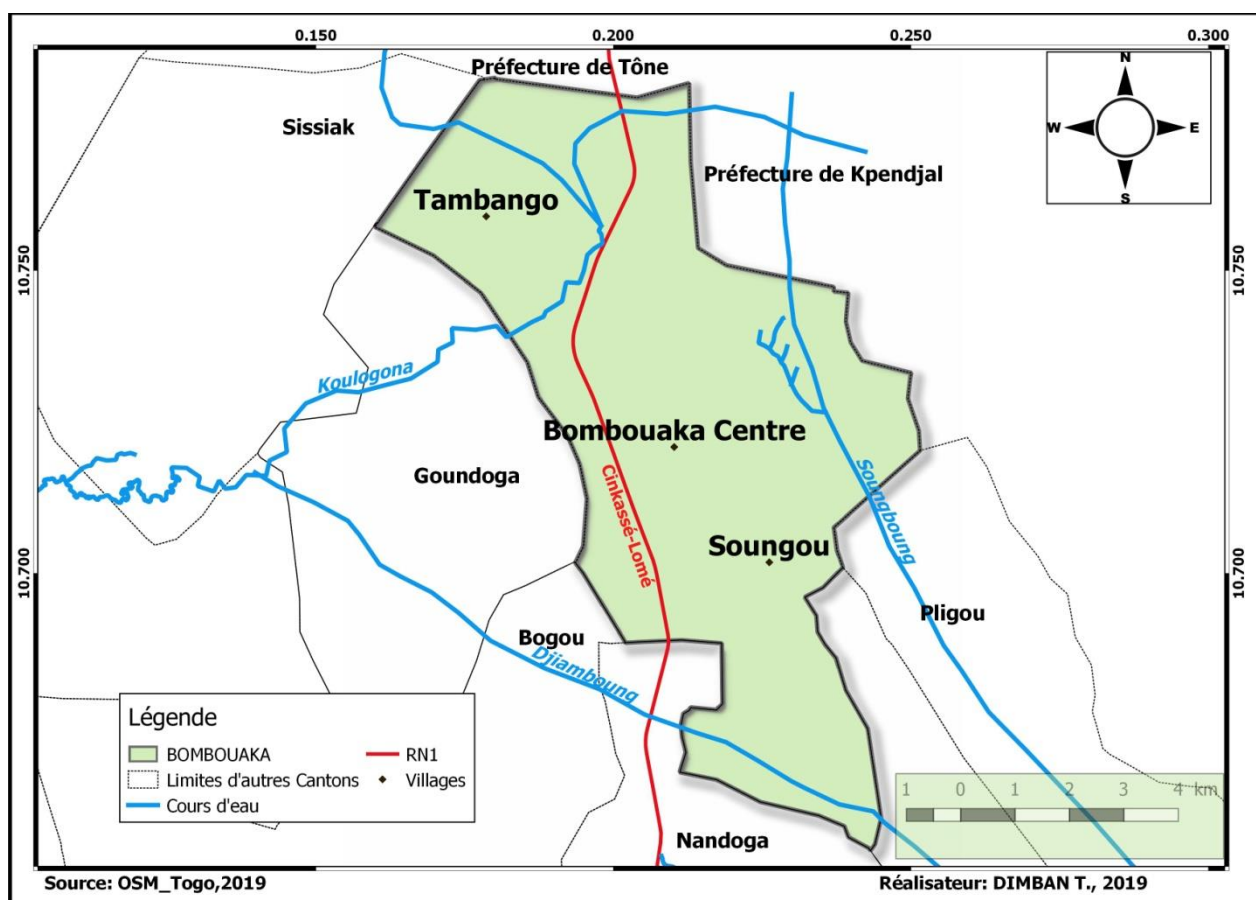 0.150 0.200 0.250 0.300
Préfecture de Tône
N
W E
S
Sissiak
Préfecture de Kpendjal
Tambango
10.750 10.750
Koulogona
Bombouaka Centre
Goundoga
Cinkassé-Lomé
Soungboung
Soungou
10.700 10.700
Pligou
Bogou
Djiamboung
Légende
BOMBOUAKA RN1
Limites d'autres Cantons Villages
Cours d'eau
1 0 1 2 3 4 km
Nandoga
Source: OSM_Togo,2019 Réalisateur: DIMBAN T., 2019